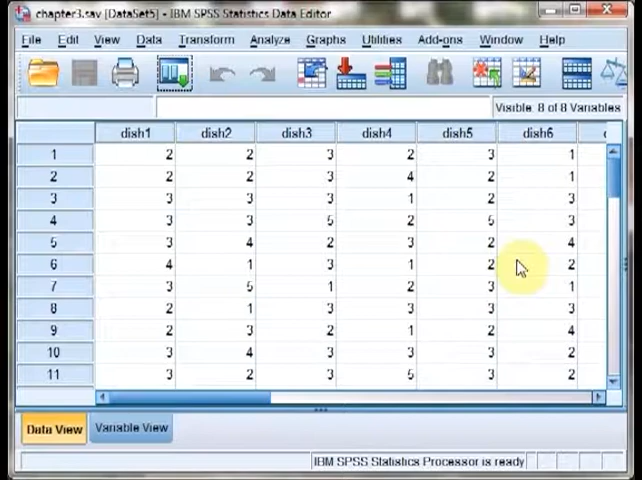 chapter3.sav [DataSet5] - IBM SPSS Statistics Data Editor
File Edit View Data Transform Analyze Graphs Utilities Add-ons Window Help
Visible: 8 of 8 Variables
dish1 dish2 dish3 dish4 dish5 dish6
1 2 2 3 2 3 1
2 2 2 3 4 2 1
3 3 3 3 1 2 3
4 3 3 5 2 5 3
5 3 4 2 3 2 4
6 4 1 3 1 2 2
7 3 5 1 2 3 1
8 2 1 3 3 3 3
9 2 3 2 1 2 4
10 3 4 3 3 3 2
11 3 2 3 5 3 2
Data View Variable View
IBM SPSS Statistics Processor is ready